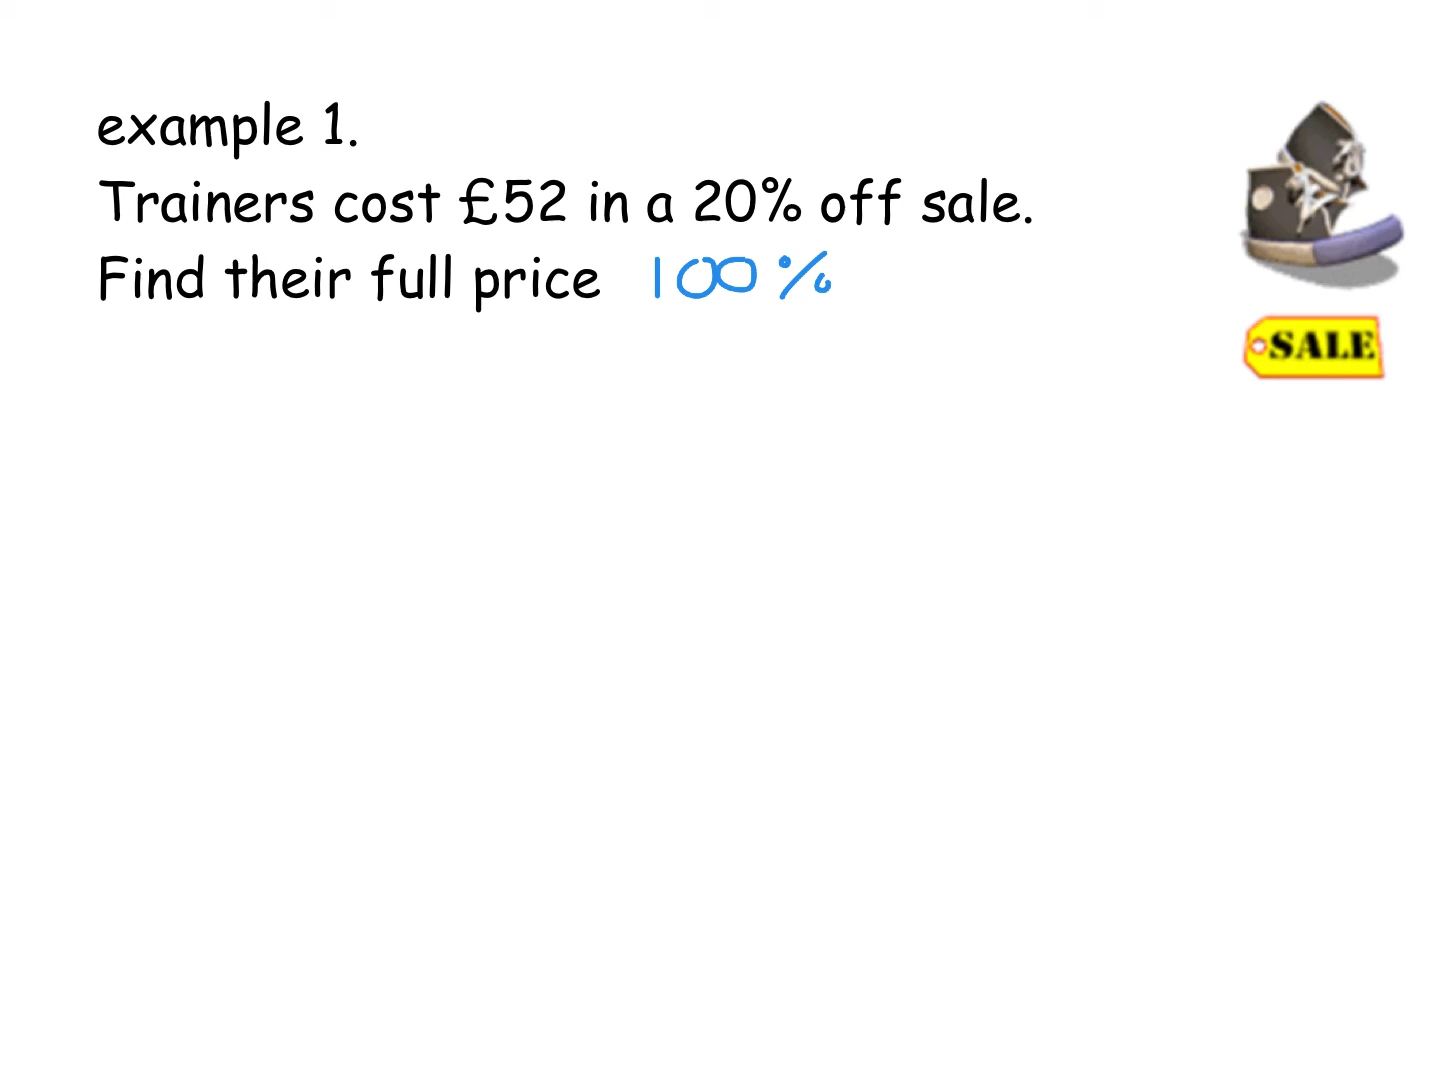 example 1.
Trainers cost £52 in a 20% off sale.
Find their full price 100%
SALE